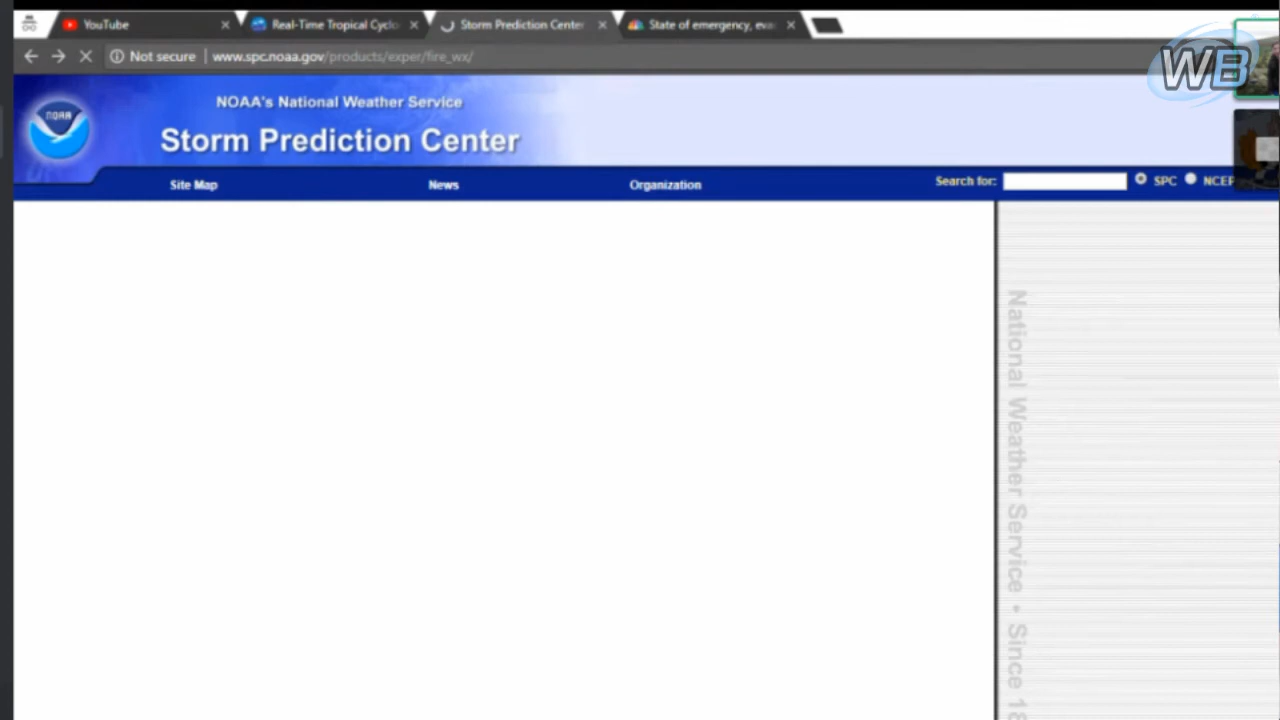 YouTube
Real-Time Tropical Cyclo
Storm Prediction Center
State of emergency, eva
Not secure
www.spc.noaa.gov/products/exper/fire_wx/
WB
NOAA's National Weather Service
NOAA
Storm Prediction Center
Site Map
News
Organization
Search for:
SPC
NCEP
National Weather Service • Since 18